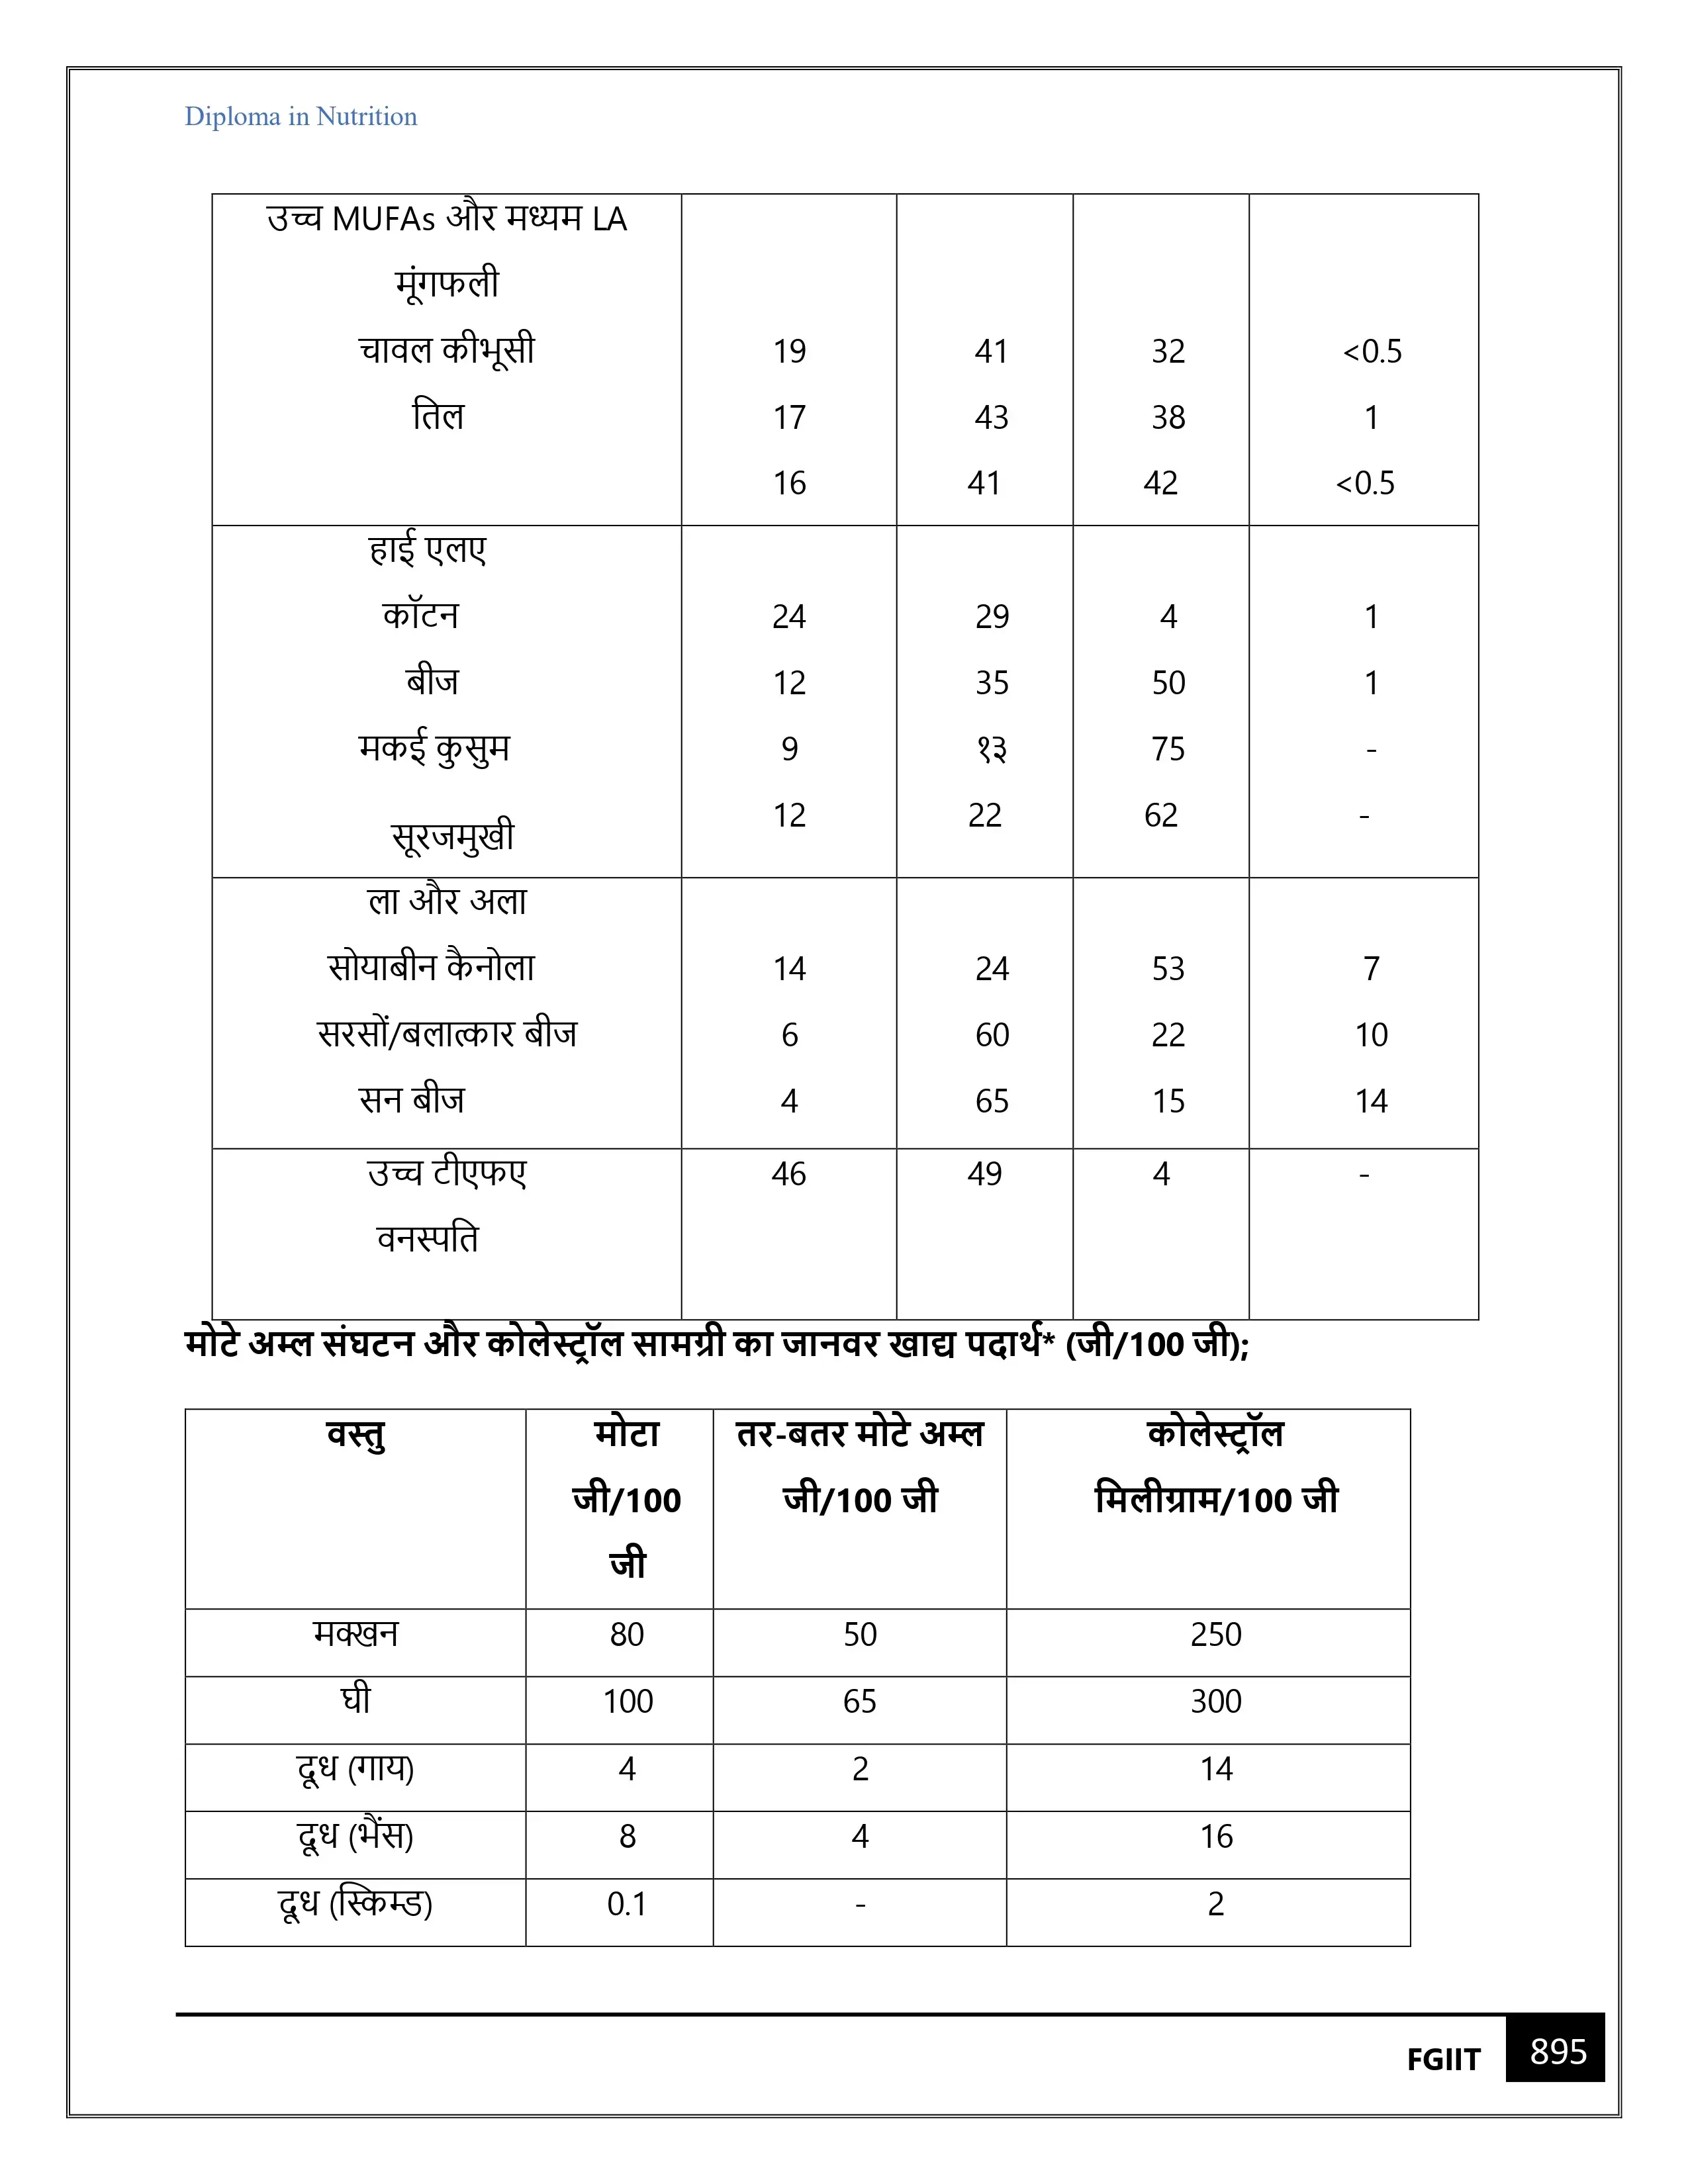 Diploma in Nutrition
उच्च MUFAs और मध्यम LA
मूंगफली
चावल कीभूसी 19 41 32 <0.5
तिल 17 43 38 1
16 41 42 <0.5
हाई एलए
कॉटन 24 29 4 1
बीज 12 35 50 1
मकई कुसुम 9 १३ 75 -
सूरजमुखी 12 22 62 -
ला और अला
सोयाबीन कैनोला 14 24 53 7
सरसों/बलात्कार बीज 6 60 22 10
सन बीज 4 65 15 14
उच्च टीएफए 46 49 4 -
वनस्पति
मोटे अम्ल संघटन और कोलेस्ट्रॉल सामग्री का जानवर खाद्य पदार्थ* (जी/100 जी);
वस्तु मोटा तर-बतर मोटे अम्ल कोलेस्ट्रॉल
जी/100 जी/100 जी मिलीग्राम/100 जी
जी
मक्खन 80 50 250
घी 100 65 300
दूध (गाय) 4 2 14
दूध (भैंस) 8 4 16
दूध (स्किम्ड) 0.1 - 2
FGIIT 895